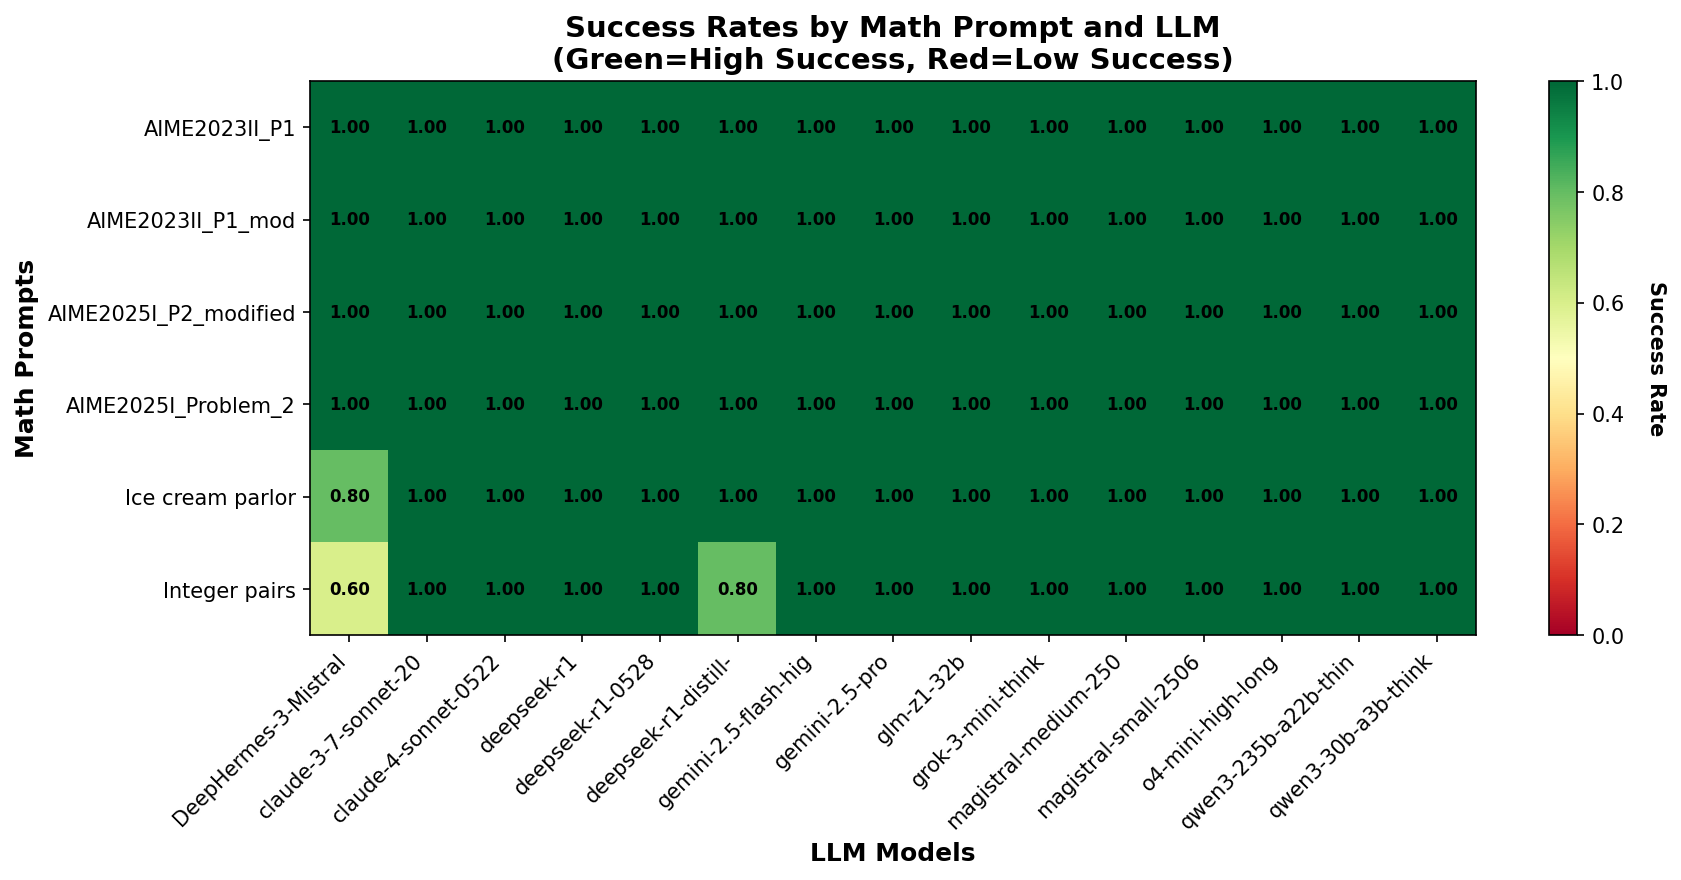 Success Rates by Math Prompt and LLM
(Green=High Success, Red=Low Success)
Math Prompts
AIME2023II_P1 1.00 1.00 1.00 1.00 1.00 1.00 1.00 1.00 1.00 1.00 1.00 1.00 1.00 1.00 1.00
AIME2023II_P1_mod 1.00 1.00 1.00 1.00 1.00 1.00 1.00 1.00 1.00 1.00 1.00 1.00 1.00 1.00 1.00
AIME2025I_P2_modified 1.00 1.00 1.00 1.00 1.00 1.00 1.00 1.00 1.00 1.00 1.00 1.00 1.00 1.00 1.00
AIME2025I_Problem_2 1.00 1.00 1.00 1.00 1.00 1.00 1.00 1.00 1.00 1.00 1.00 1.00 1.00 1.00 1.00
Ice cream parlor 0.80 1.00 1.00 1.00 1.00 1.00 1.00 1.00 1.00 1.00 1.00 1.00 1.00 1.00 1.00
Integer pairs 0.60 1.00 1.00 1.00 1.00 0.80 1.00 1.00 1.00 1.00 1.00 1.00 1.00 1.00 1.00
DeepHermes-3-Mistral
claude-3-7-sonnet-20
claude-4-sonnet-0522
deepseek-r1
deepseek-r1-0528
deepseek-r1-distill-
gemini-2.5-flash-hig
gemini-2.5-pro
glm-z1-32b
grok-3-mini-think
magistral-medium-250
magistral-small-2506
o4-mini-high-long
qwen3-235b-a22b-thin
qwen3-30b-a3b-think
LLM Models
1.0
0.8
0.6
0.4
0.2
0.0
Success Rate